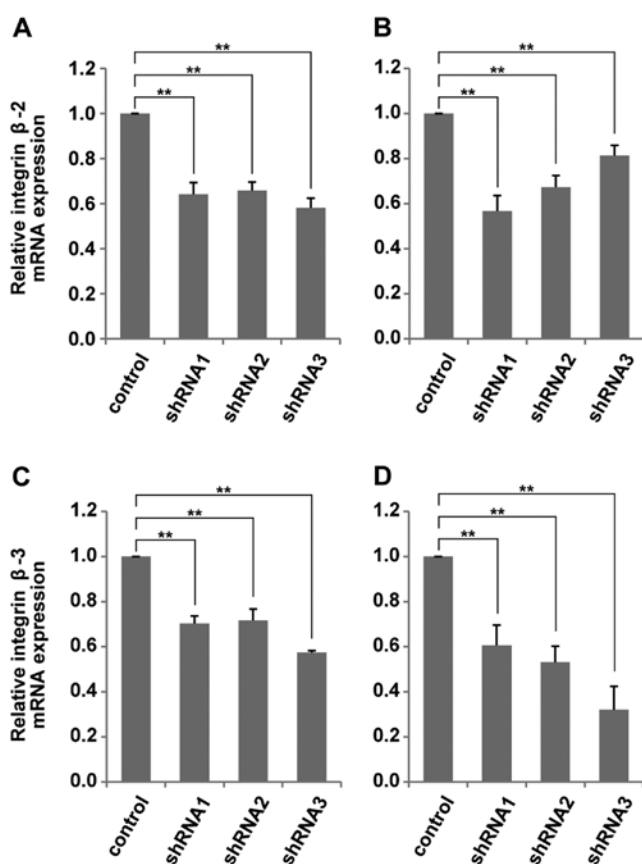 A
Relative integrin β-2
mRNA expression
1.2
1.0
0.8
0.6
0.4
0.2
0.0
**
**
**
control
shRNA1
shRNA2
shRNA3
B
1.2
1.0
0.8
0.6
0.4
0.2
0.0
**
**
**
control
shRNA1
shRNA2
shRNA3
C
Relative integrin β-3
mRNA expression
1.2
1.0
0.8
0.6
0.4
0.2
0.0
**
**
**
control
shRNA1
shRNA2
shRNA3
D
1.2
1.0
0.8
0.6
0.4
0.2
0.0
**
**
**
control
shRNA1
shRNA2
shRNA3